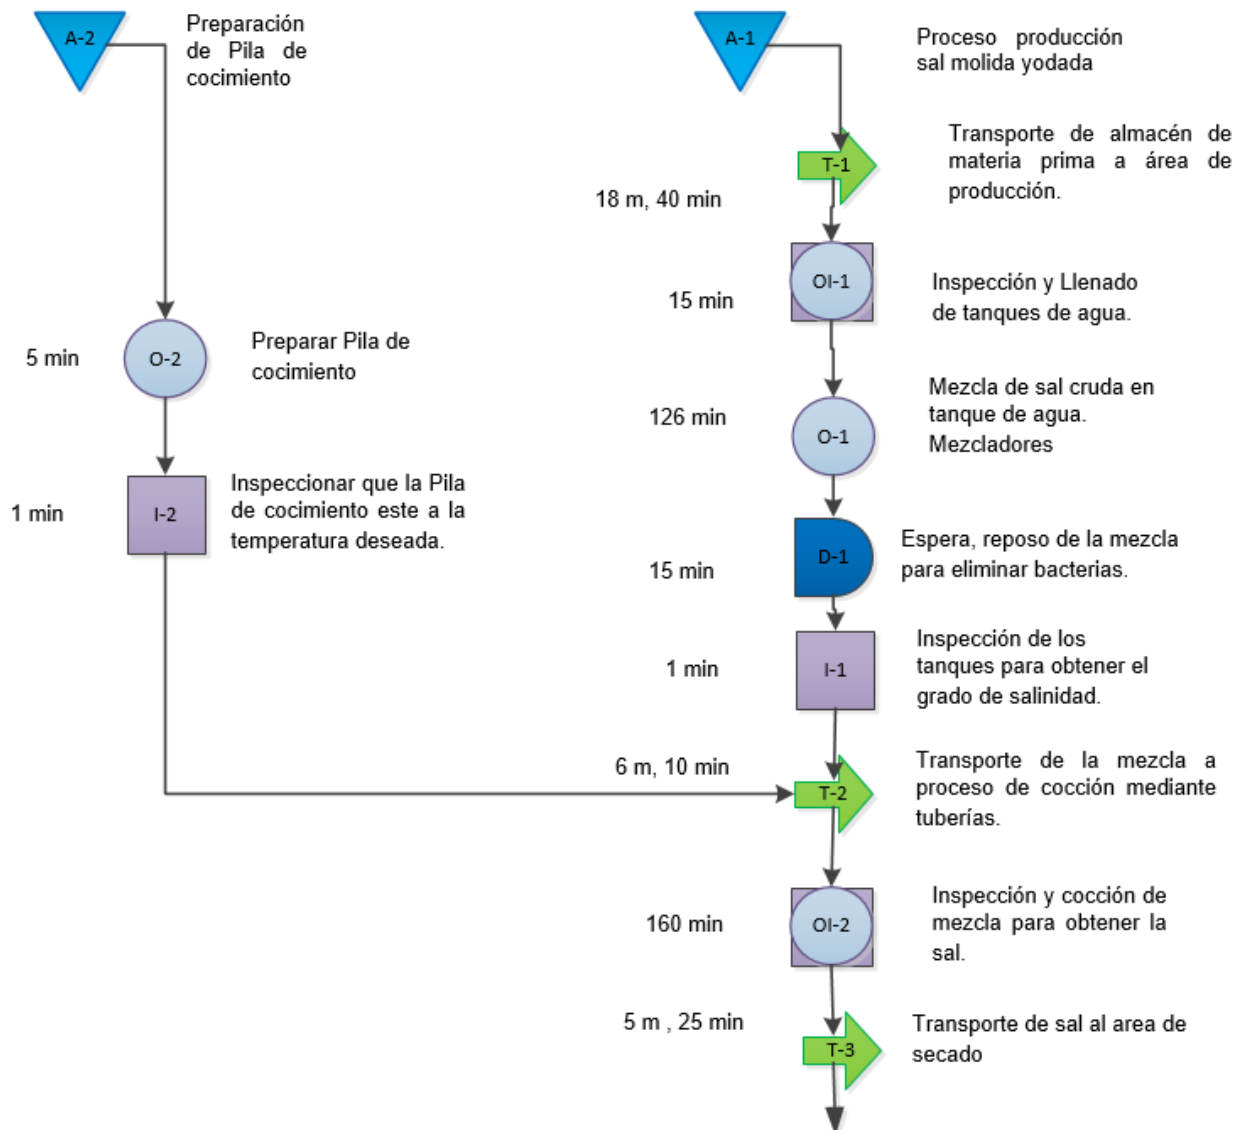 A-2
Preparación
de Pila de
cocimiento
A-1
Proceso producción
sal molida yodada
T-1
Transporte de almacén de
materia prima a área de
producción.
18 m, 40 min
OI-1
Inspección y Llenado
de tanques de agua.
15 min
5 min
O-2
Preparar Pila de
cocimiento
126 min
O-1
Mezcla de sal cruda en
tanque de agua.
Mezcladores
1 min
I-2
Inspeccionar que la Pila
de cocimiento este a la
temperatura deseada.
15 min
D-1
Espera, reposo de la mezcla
para eliminar bacterias.
1 min
I-1
Inspección de los
tanques para obtener el
grado de salinidad.
6 m, 10 min
T-2
Transporte de la mezcla a
proceso de cocción mediante
tuberías.
160 min
OI-2
Inspección y cocción de
mezcla para obtener la
sal.
5 m , 25 min
T-3
Transporte de sal al area de
secado